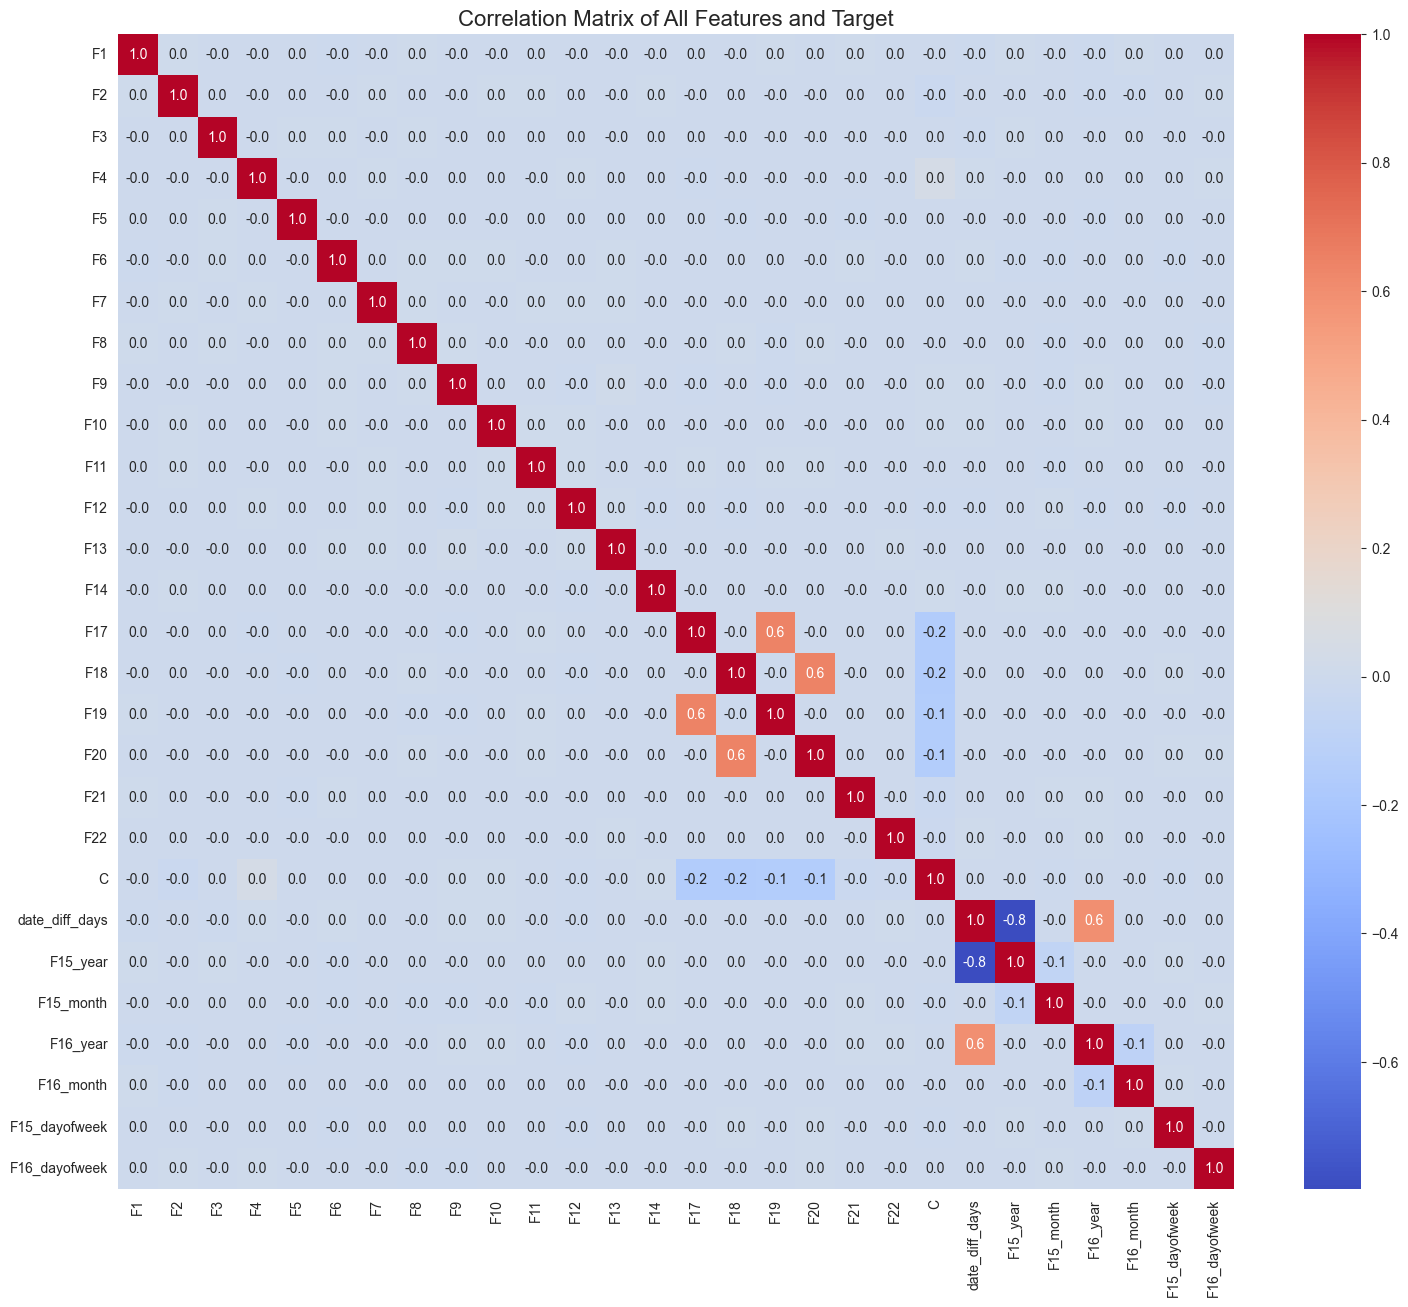 Correlation Matrix of All Features and Target
F1 1.0 0.0 -0.0 -0.0 0.0 -0.0 -0.0 0.0 -0.0 -0.0 0.0 -0.0 -0.0 -0.0 0.0 -0.0 0.0 0.0 0.0 0.0 -0.0 -0.0 0.0 -0.0 -0.0 0.0 0.0 0.0
F2 0.0 1.0 0.0 -0.0 0.0 -0.0 0.0 0.0 -0.0 0.0 0.0 0.0 -0.0 0.0 -0.0 0.0 -0.0 0.0 0.0 0.0 -0.0 -0.0 0.0 -0.0 -0.0 -0.0 0.0 0.0
F3 -0.0 0.0 1.0 -0.0 0.0 -0.0 0.0 0.0 -0.0 0.0 0.0 0.0 -0.0 0.0 0.0 -0.0 -0.0 -0.0 -0.0 -0.0 0.0 -0.0 0.0 -0.0 -0.0 0.0 0.0 -0.0
F4 -0.0 -0.0 -0.0 1.0 -0.0 0.0 0.0 -0.0 0.0 0.0 -0.0 0.0 0.0 0.0 -0.0 0.0 -0.0 -0.0 0.0 -0.0 0.0 0.0 -0.0 -0.0 0.0 0.0 0.0 -0.0
F5 0.0 0.0 0.0 -0.0 1.0 -0.0 -0.0 0.0 0.0 -0.0 0.0 0.0 0.0 0.0 0.0 -0.0 0.0 -0.0 -0.0 -0.0 0.0 0.0 0.0 -0.0 0.0 -0.0 0.0 -0.0
F6 -0.0 -0.0 -0.0 0.0 -0.0 1.0 0.0 0.0 0.0 -0.0 -0.0 0.0 0.0 -0.0 -0.0 0.0 0.0 -0.0 0.0 -0.0 0.0 0.0 -0.0 0.0 0.0 0.0 -0.0 0.0
F7 -0.0 0.0 0.0 0.0 -0.0 0.0 1.0 0.0 0.0 -0.0 0.0 0.0 -0.0 0.0 -0.0 -0.0 -0.0 -0.0 0.0 0.0 0.0 0.0 -0.0 0.0 -0.0 -0.0 0.0 -0.0
F8 0.0 0.0 0.0 -0.0 0.0 0.0 0.0 1.0 0.0 -0.0 -0.0 0.0 0.0 -0.0 -0.0 0.0 -0.0 0.0 -0.0 0.0 0.0 0.0 0.0 -0.0 0.0 -0.0 0.0 -0.0
F9 -0.0 -0.0 -0.0 0.0 0.0 0.0 0.0 0.0 1.0 0.0 0.0 -0.0 0.0 -0.0 -0.0 0.0 -0.0 -0.0 0.0 -0.0 0.0 0.0 0.0 -0.0 0.0 0.0 0.0 -0.0
F10 -0.0 0.0 0.0 0.0 -0.0 -0.0 -0.0 -0.0 0.0 1.0 0.0 0.0 -0.0 0.0 -0.0 0.0 -0.0 -0.0 -0.0 -0.0 0.0 0.0 -0.0 0.0 0.0 0.0 0.0 0.0
F11 0.0 0.0 0.0 -0.0 0.0 -0.0 0.0 -0.0 0.0 0.0 1.0 0.0 -0.0 0.0 -0.0 0.0 0.0 0.0 -0.0 -0.0 -0.0 0.0 -0.0 -0.0 0.0 -0.0 0.0 -0.0
F12 -0.0 0.0 0.0 0.0 0.0 0.0 0.0 0.0 -0.0 0.0 0.0 1.0 0.0 -0.0 0.0 -0.0 0.0 -0.0 0.0 0.0 -0.0 -0.0 0.0 -0.0 0.0 0.0 -0.0 -0.0
F13 -0.0 -0.0 -0.0 0.0 0.0 0.0 -0.0 0.0 0.0 -0.0 -0.0 0.0 1.0 -0.0 -0.0 -0.0 -0.0 -0.0 0.0 -0.0 -0.0 0.0 -0.0 0.0 0.0 -0.0 0.0 -0.0
F14 -0.0 0.0 0.0 0.0 0.0 -0.0 0.0 -0.0 -0.0 0.0 0.0 -0.0 -0.0 1.0 -0.0 0.0 -0.0 -0.0 -0.0 0.0 0.0 -0.0 0.0 -0.0 0.0 0.0 0.0 -0.0
F17 0.0 -0.0 0.0 -0.0 0.0 -0.0 -0.0 -0.0 -0.0 -0.0 -0.0 0.0 -0.0 -0.0 1.0 -0.0 0.6 -0.0 0.0 0.0 -0.2 -0.0 0.0 -0.0 -0.0 -0.0 0.0 -0.0
F18 -0.0 0.0 -0.0 0.0 -0.0 0.0 -0.0 0.0 0.0 0.0 0.0 -0.0 -0.0 0.0 -0.0 1.0 -0.0 0.6 -0.0 0.0 -0.2 -0.0 0.0 -0.0 -0.0 -0.0 0.0 -0.0
F19 0.0 -0.0 -0.0 -0.0 0.0 0.0 -0.0 -0.0 -0.0 -0.0 0.0 0.0 -0.0 -0.0 0.6 -0.0 1.0 -0.0 0.0 0.0 -0.1 -0.0 0.0 -0.0 -0.0 -0.0 0.0 -0.0
F20 0.0 0.0 -0.0 -0.0 -0.0 -0.0 -0.0 0.0 -0.0 -0.0 0.0 -0.0 -0.0 -0.0 -0.0 0.6 -0.0 1.0 0.0 0.0 -0.1 -0.0 0.0 -0.0 -0.0 -0.0 0.0 0.0
F21 0.0 0.0 -0.0 0.0 -0.0 0.0 0.0 -0.0 0.0 -0.0 -0.0 0.0 0.0 -0.0 0.0 -0.0 0.0 0.0 1.0 -0.0 -0.0 0.0 0.0 0.0 0.0 -0.0 0.0 0.0
F22 0.0 0.0 -0.0 -0.0 -0.0 -0.0 0.0 0.0 -0.0 -0.0 -0.0 0.0 -0.0 0.0 0.0 0.0 0.0 0.0 -0.0 1.0 -0.0 0.0 -0.0 0.0 0.0 -0.0 0.0 0.0
C -0.0 -0.0 0.0 0.0 0.0 0.0 0.0 0.0 0.0 0.0 -0.0 -0.0 -0.0 0.0 -0.2 -0.2 -0.1 -0.1 -0.0 -0.0 1.0 0.0 -0.0 -0.0 0.0 -0.0 -0.0 0.0
date_diff_days -0.0 -0.0 -0.0 0.0 0.0 0.0 0.0 0.0 0.0 0.0 0.0 -0.0 0.0 -0.0 -0.0 -0.0 -0.0 -0.0 0.0 0.0 0.0 1.0 -0.8 -0.0 0.6 0.0 -0.0 0.0
F15_year 0.0 0.0 0.0 -0.0 0.0 -0.0 -0.0 0.0 0.0 -0.0 -0.0 0.0 -0.0 0.0 0.0 0.0 0.0 0.0 0.0 -0.0 -0.0 -0.8 1.0 -0.1 -0.0 -0.0 0.0 0.0
F15_month -0.0 -0.0 -0.0 -0.0 -0.0 0.0 0.0 -0.0 -0.0 0.0 -0.0 -0.0 0.0 -0.0 -0.0 -0.0 -0.0 -0.0 0.0 0.0 -0.0 -0.0 -0.1 1.0 -0.0 -0.0 -0.0 0.0
F16_year -0.0 -0.0 -0.0 0.0 0.0 0.0 -0.0 0.0 0.0 0.0 0.0 0.0 0.0 0.0 -0.0 -0.0 -0.0 -0.0 0.0 0.0 0.0 0.6 -0.0 -0.0 1.0 -0.1 0.0 -0.0
F16_month 0.0 -0.0 0.0 0.0 -0.0 0.0 -0.0 -0.0 0.0 0.0 -0.0 0.0 -0.0 0.0 -0.0 -0.0 -0.0 -0.0 -0.0 -0.0 -0.0 0.0 -0.0 -0.0 -0.1 1.0 0.0 -0.0
F15_dayofweek 0.0 0.0 0.0 0.0 0.0 -0.0 0.0 0.0 0.0 0.0 0.0 -0.0 0.0 0.0 0.0 0.0 0.0 0.0 0.0 0.0 -0.0 -0.0 0.0 -0.0 0.0 0.0 1.0 -0.0
F16_dayofweek 0.0 0.0 -0.0 -0.0 -0.0 0.0 -0.0 -0.0 -0.0 0.0 -0.0 -0.0 -0.0 -0.0 -0.0 -0.0 -0.0 0.0 0.0 0.0 0.0 0.0 0.0 0.0 -0.0 -0.0 -0.0 1.0
F1 F2 F3 F4 F5 F6 F7 F8 F9 F10 F11 F12 F13 F14 F17 F18 F19 F20 F21 F22 C date_diff_days F15_year F15_month F16_year F16_month F15_dayofweek F16_dayofweek
1.0
0.8
0.6
0.4
0.2
0.0
−0.2
−0.4
−0.6